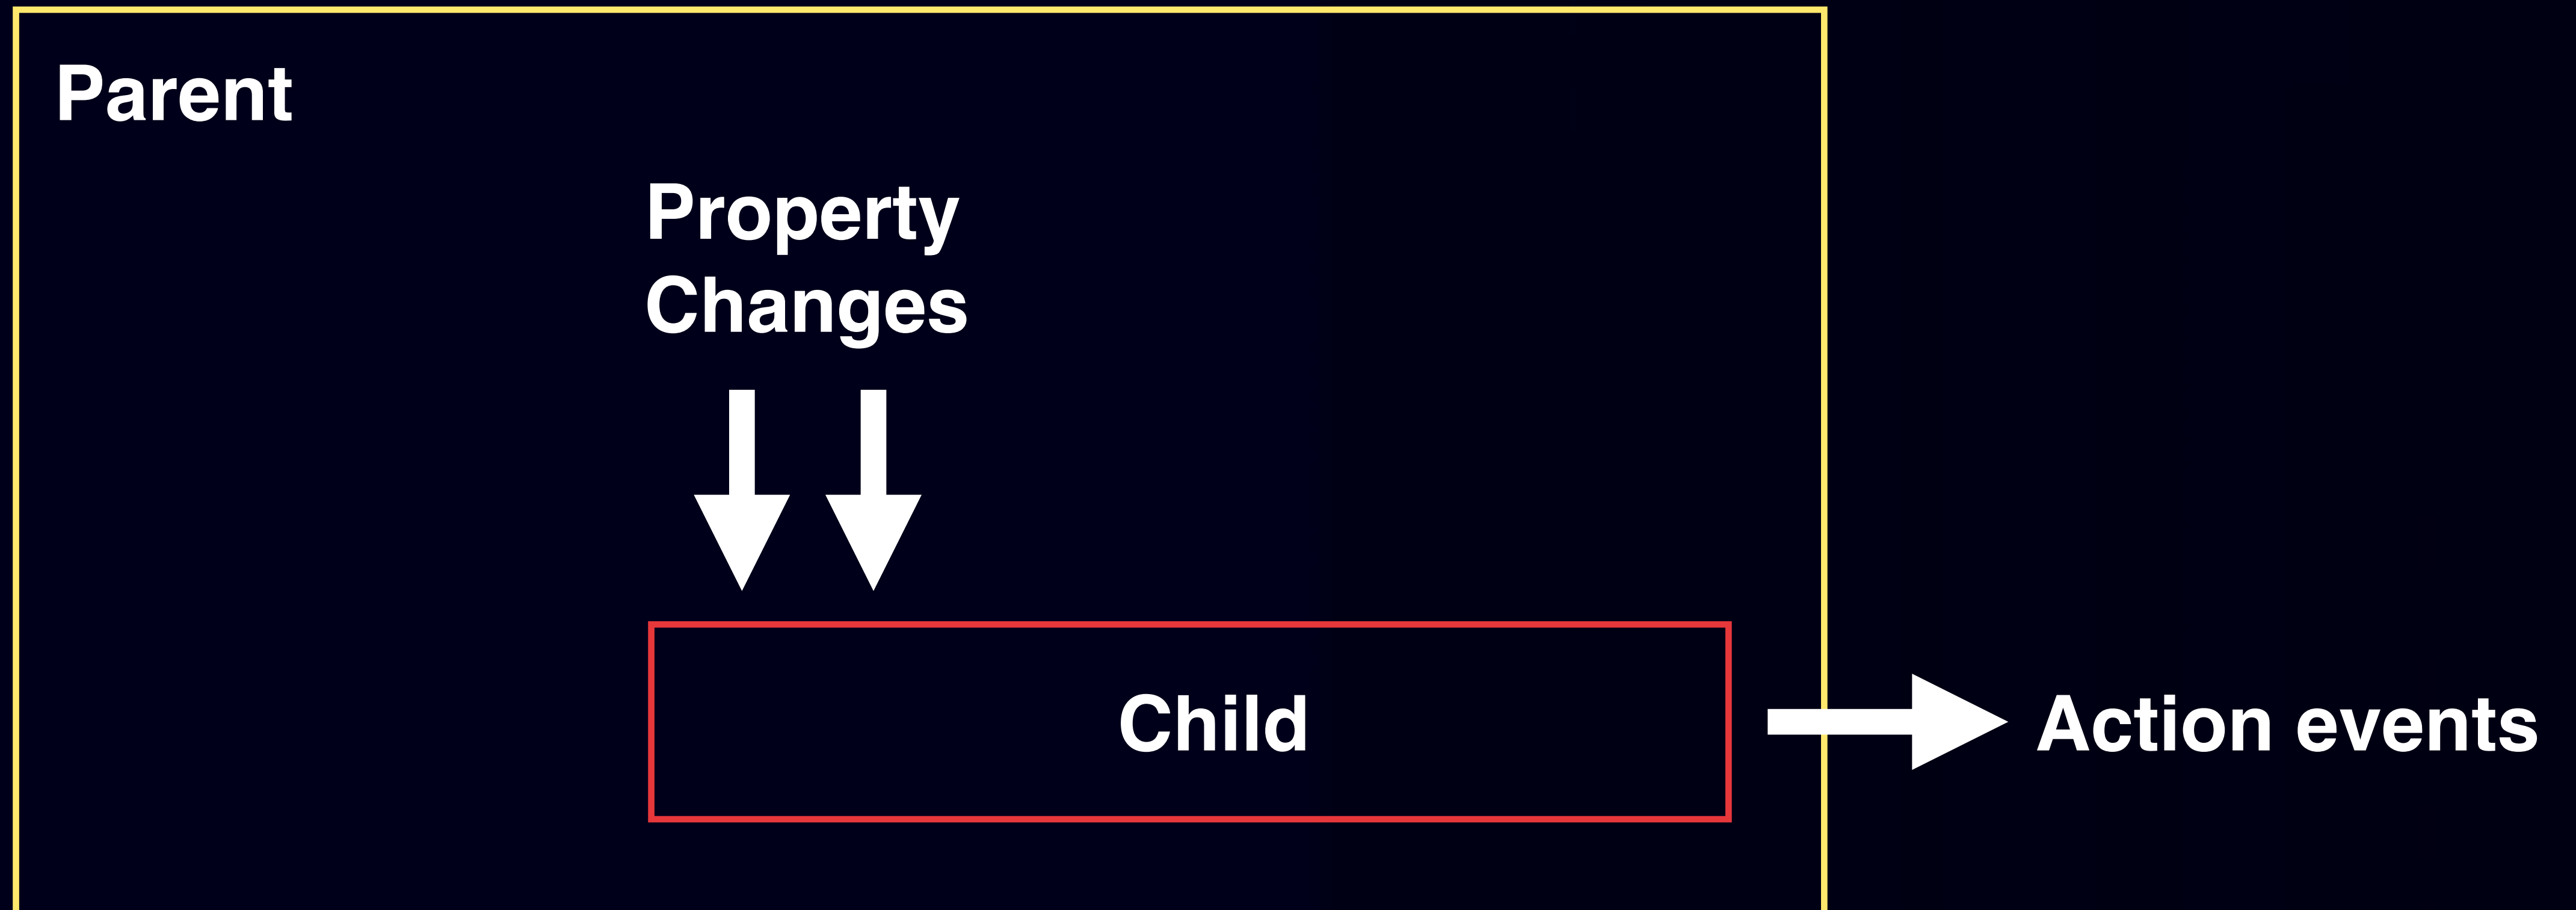 Parent
Property
Changes
Child
Action events